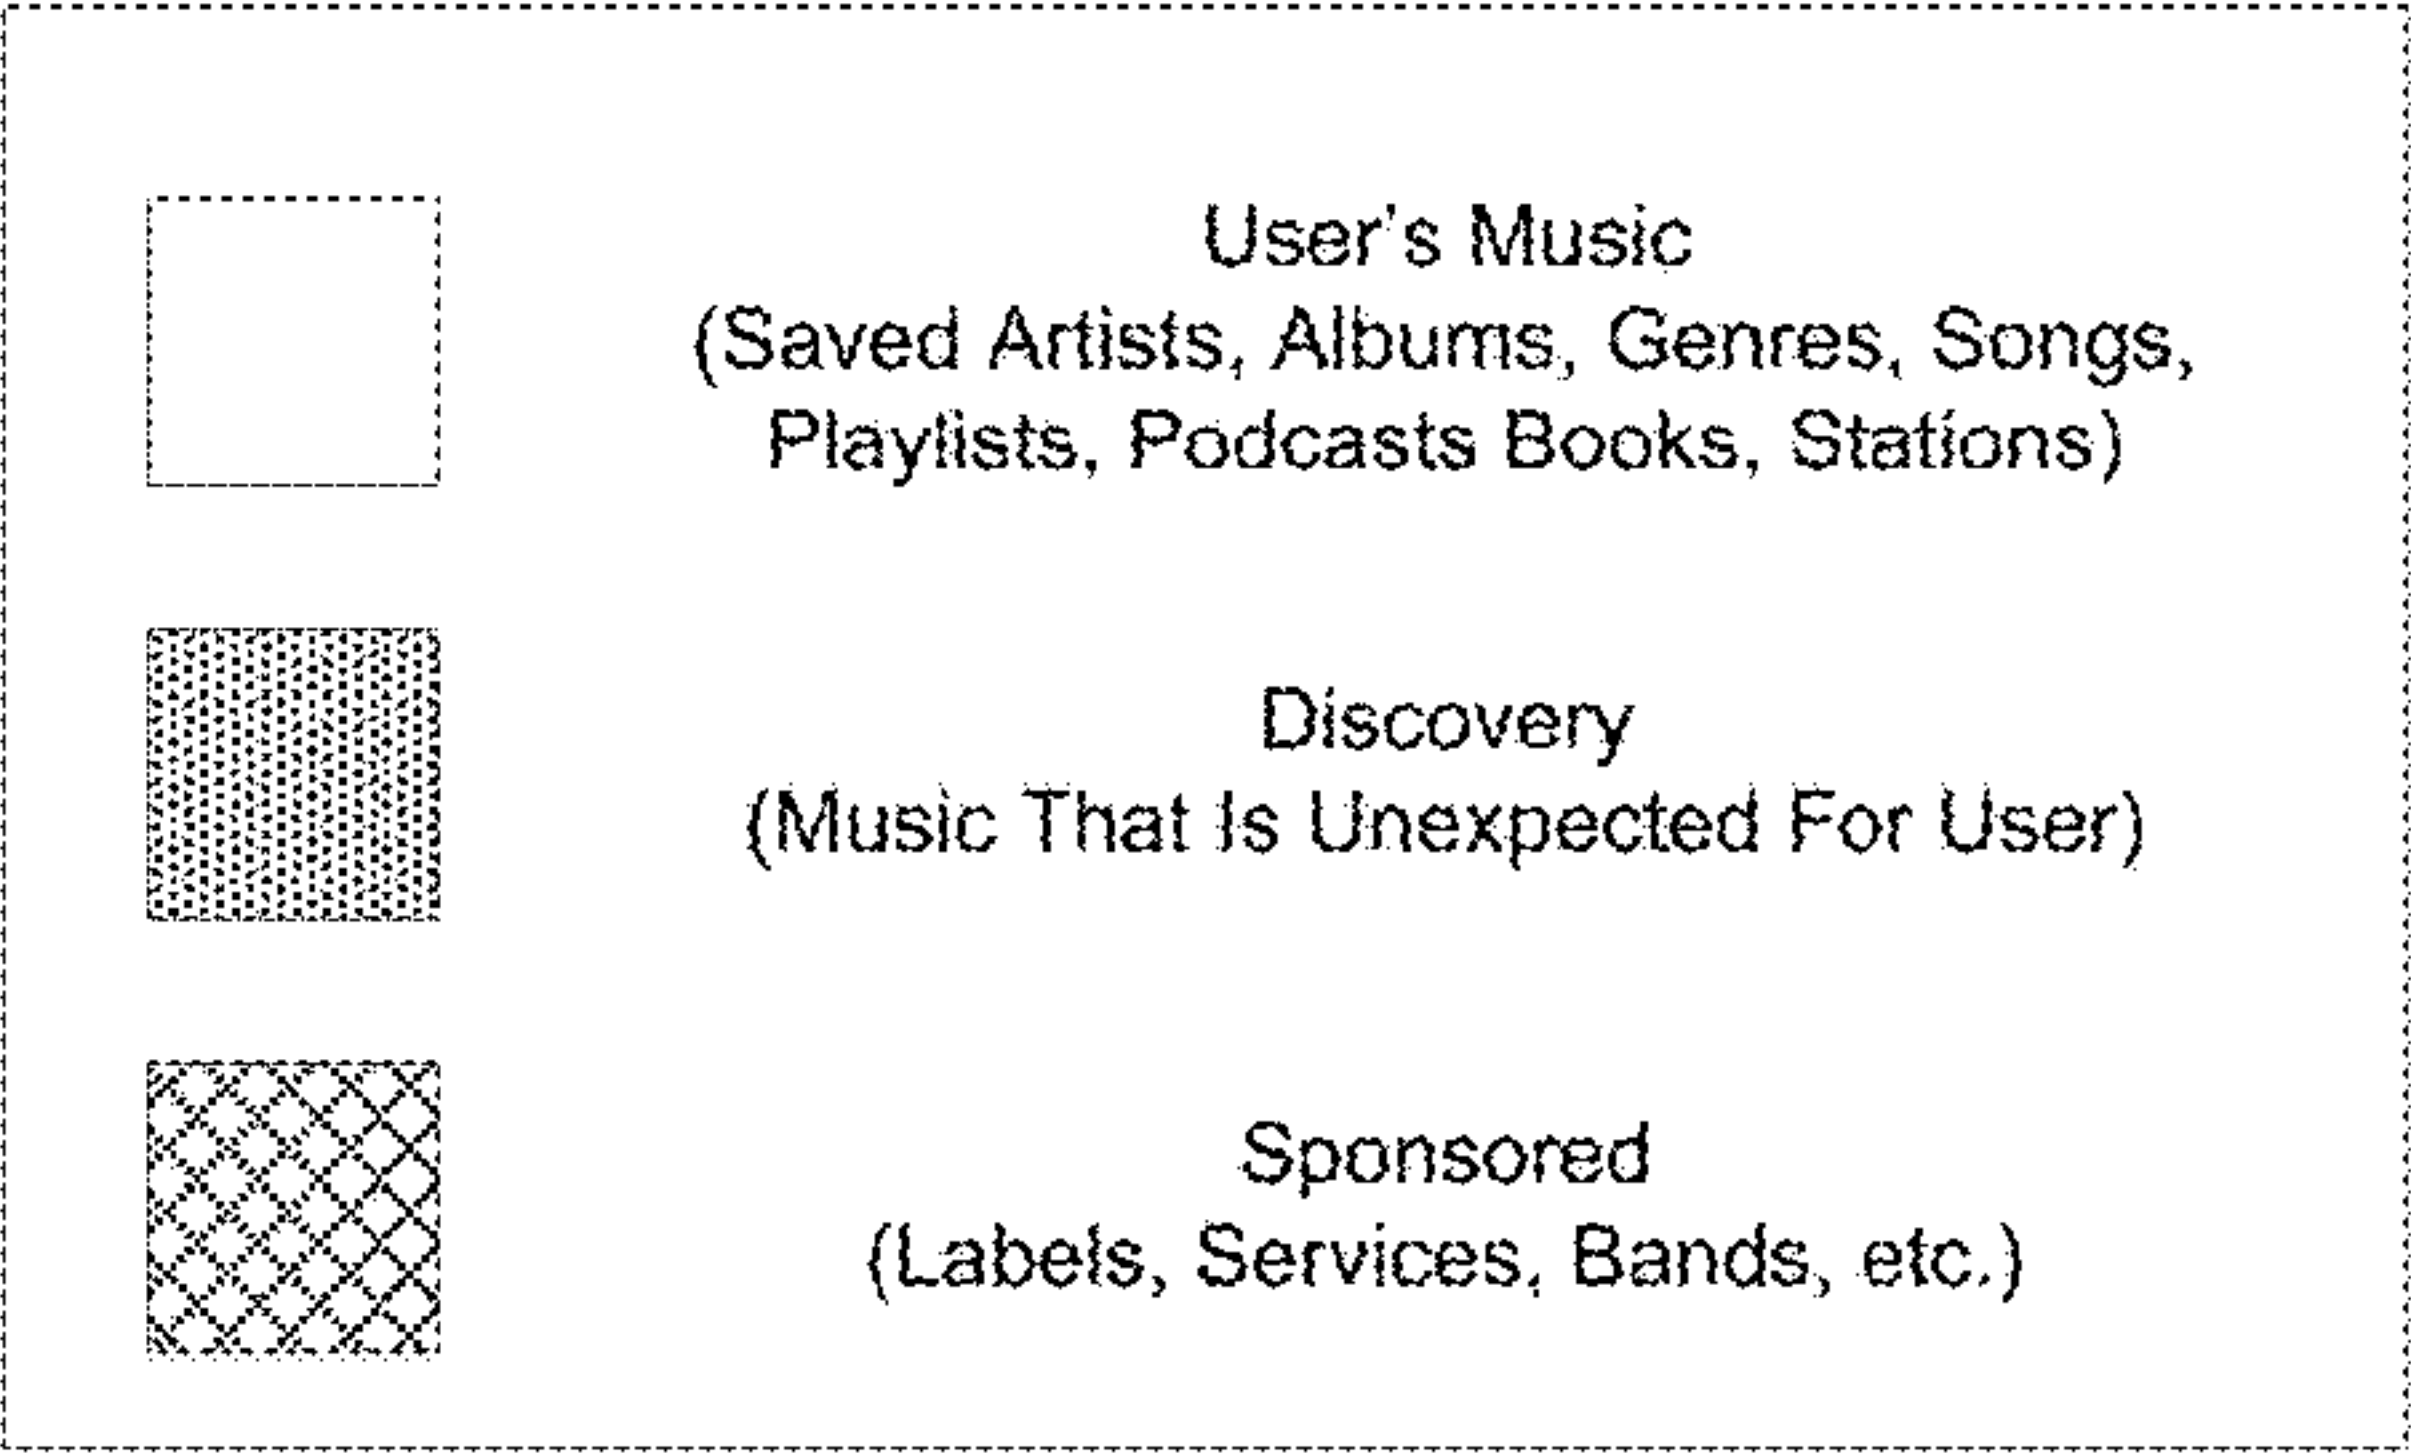 User's Music
(Saved Artists, Albums, Genres, Songs,
Playlists, Podcasts Books, Stations)
Discovery
(Music That Is Unexpected For User)
Sponsored
(Labels, Services, Bands, etc.)